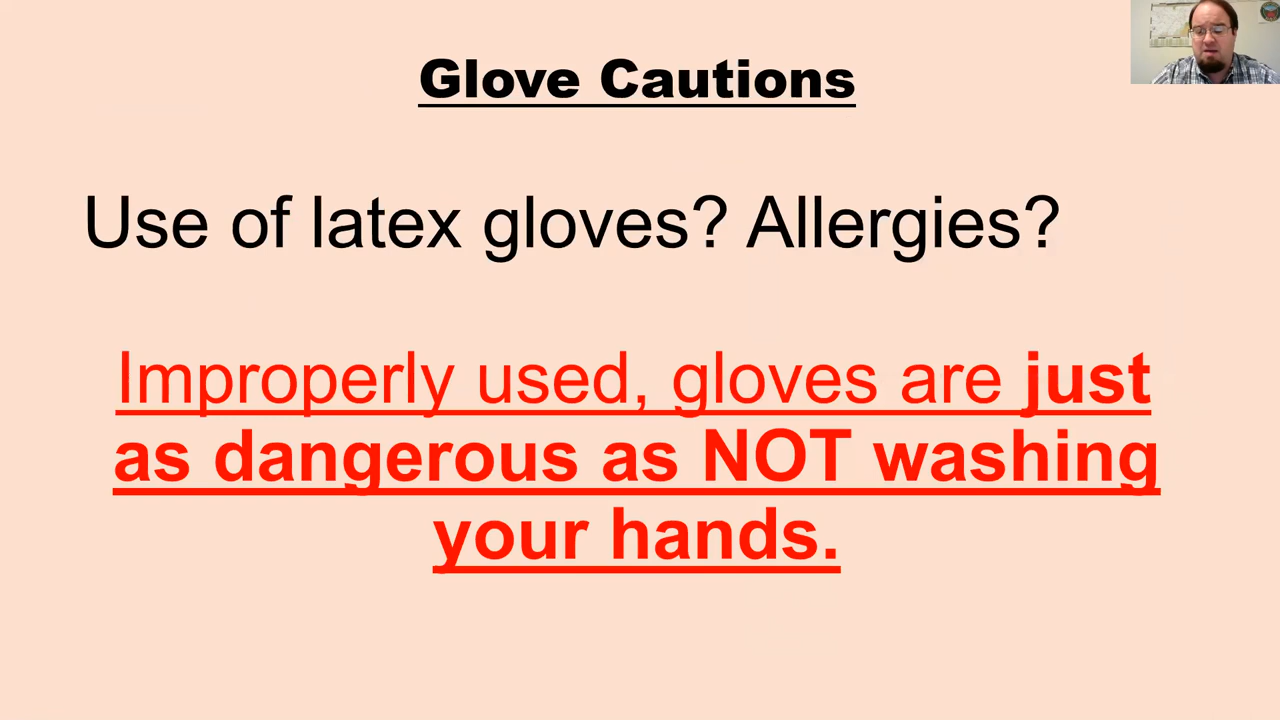 Glove Cautions
Use of latex gloves? Allergies?
Improperly used, gloves are just
as dangerous as NOT washing
your hands.